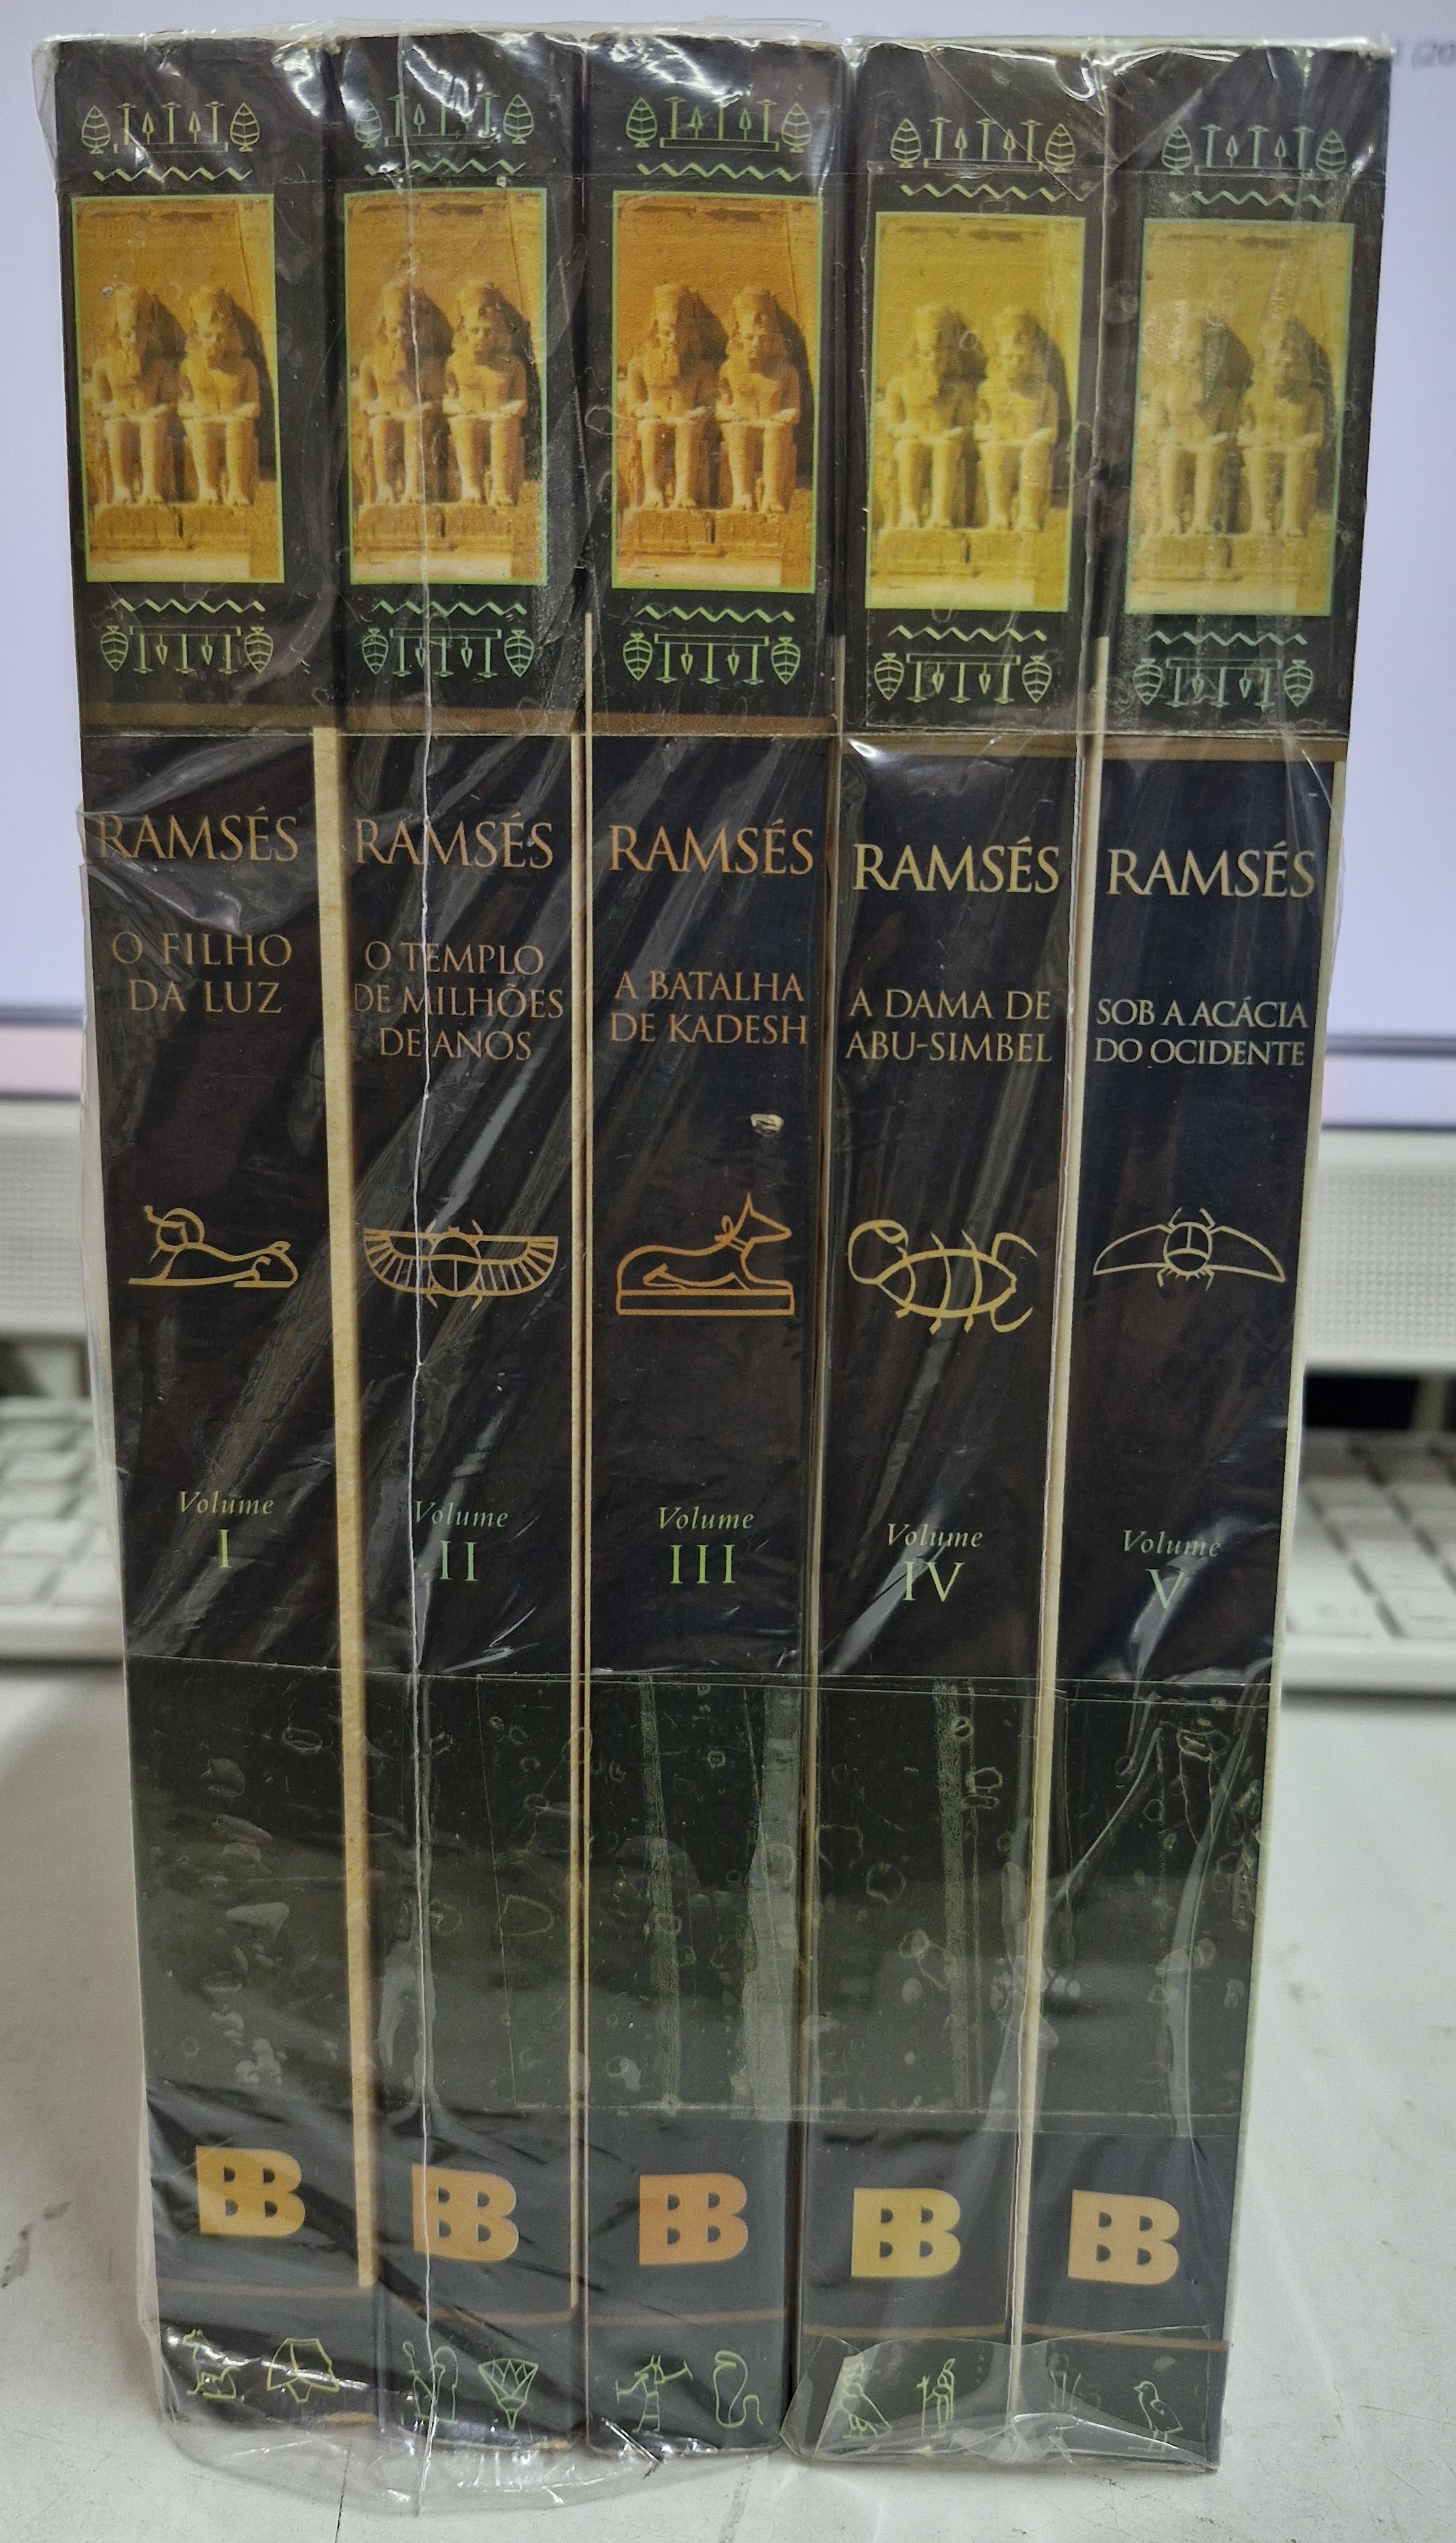 RAMSÉS
O FILHO
DA LUZ
Volume
I
BB
RAMSÉS
O TEMPLO
DE MILHÕES
DE ANOS
Volume
II
BB
RAMSÉS
A BATALHA
DE KADESH
Volume
III
BB
RAMSÉS
A DAMA DE
ABU-SIMBEL
Volume
IV
BB
RAMSÉS
SOB A ACÁCIA
DO OCIDENTE
Volume
V
BB